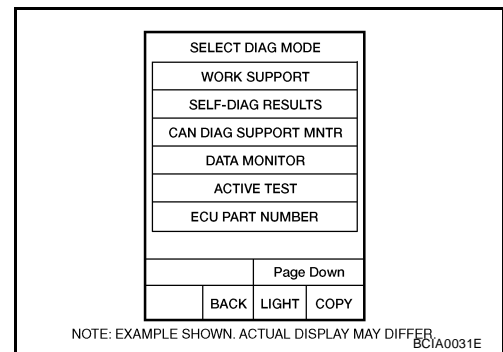 SELECT DIAG MODE
WORK SUPPORT
SELF-DIAG RESULTS
CAN DIAG SUPPORT MNTR
DATA MONITOR
ACTIVE TEST
ECU PART NUMBER
Page Down
BACK LIGHT COPY
NOTE: EXAMPLE SHOWN. ACTUAL DISPLAY MAY DIFFER.
BCIA0031E